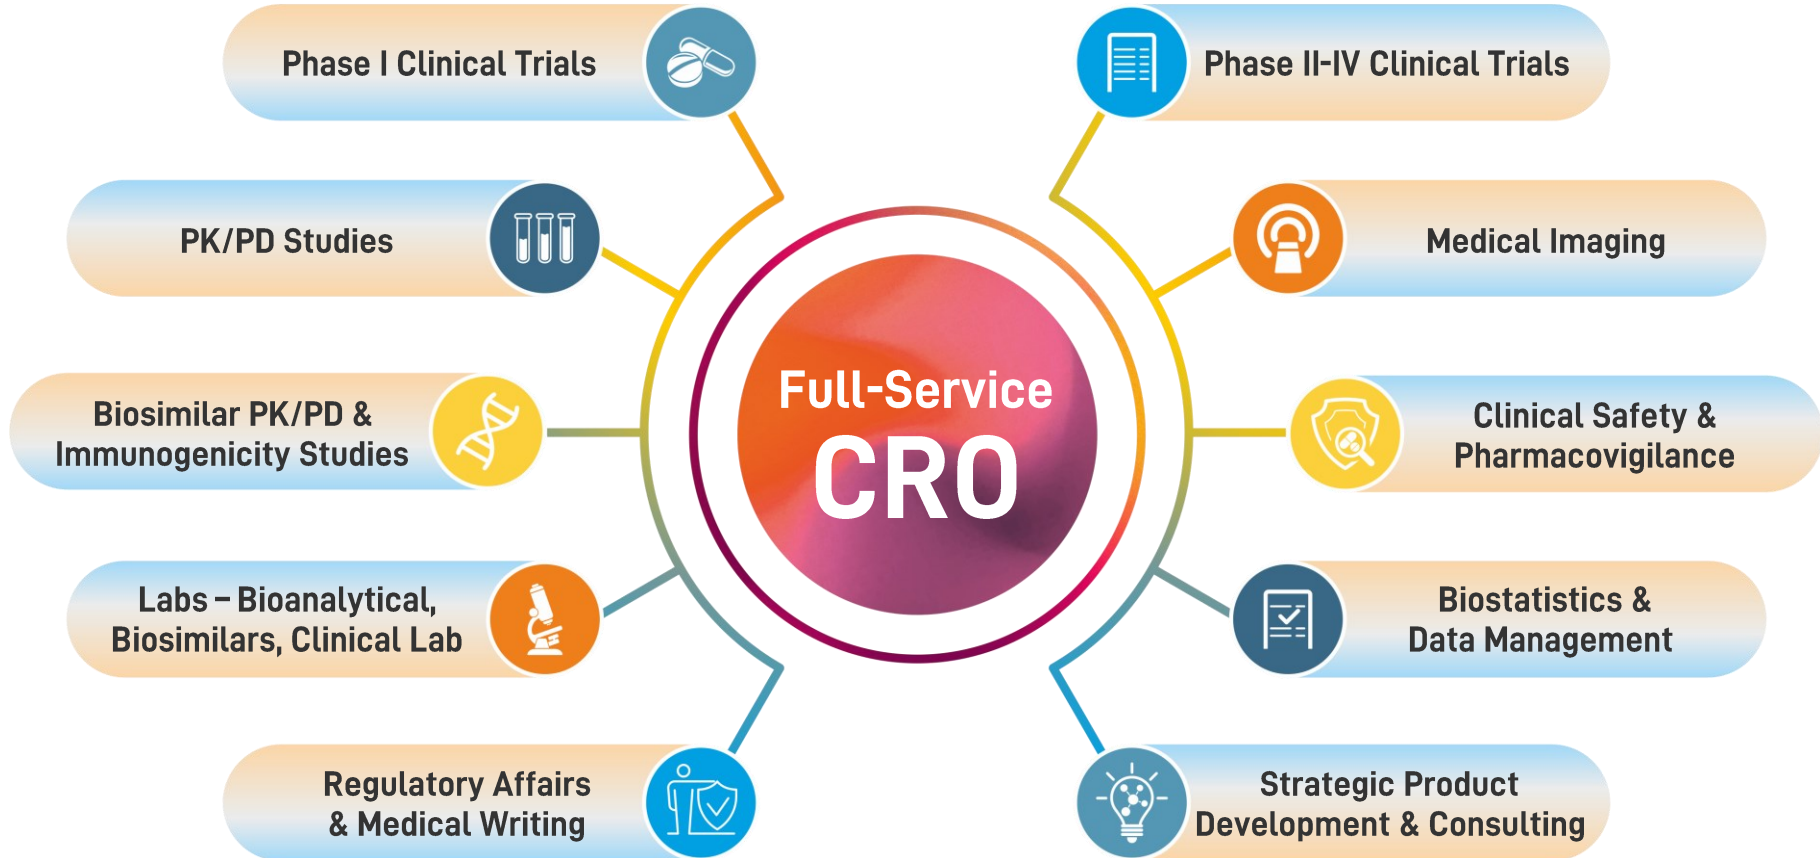 Phase I Clinical Trials
Phase II-IV Clinical Trials
PK/PD Studies
Medical Imaging
Full-Service
CRO
Biosimilar PK/PD &
Immunogenicity Studies
Clinical Safety &
Pharmacovigilance
Labs – Bioanalytical,
Biosimilars, Clinical Lab
Biostatistics &
Data Management
Regulatory Affairs
& Medical Writing
Strategic Product
Development & Consulting